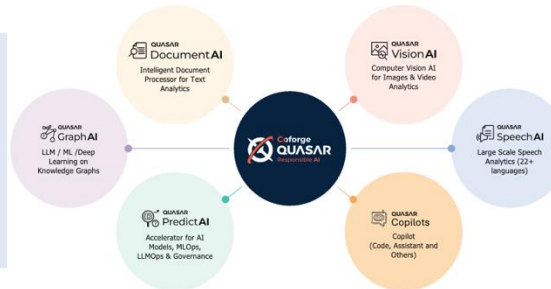 QUASAR
DocumentAI
Intelligent Document
Processor for Text
Analytics
QUASAR
VisionAI
Computer Vision AI
for Images & Video
Analytics
QUASAR
GraphAI
LLM / ML /Deep
Learning on
Knowledge Graphs
Coforge
QUASAR
Responsible AI
QUASAR
SpeechAI
Large Scale Speech
Analytics (22+
languages)
QUASAR
PredictAI
Accelerator for AI
Models, MLOps,
LLMOps & Governance
QUASAR
Copilots
Copilot
(Code, Assistant and
Others)